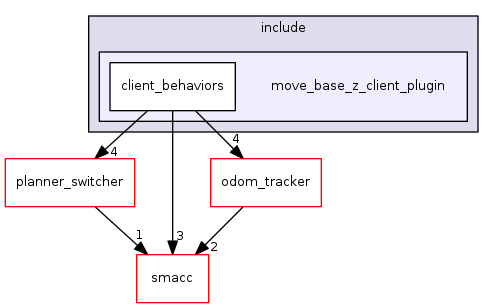 include
client_behaviors
move_base_z_client_plugin
4
4
planner_switcher
odom_tracker
1
3
2
smacc